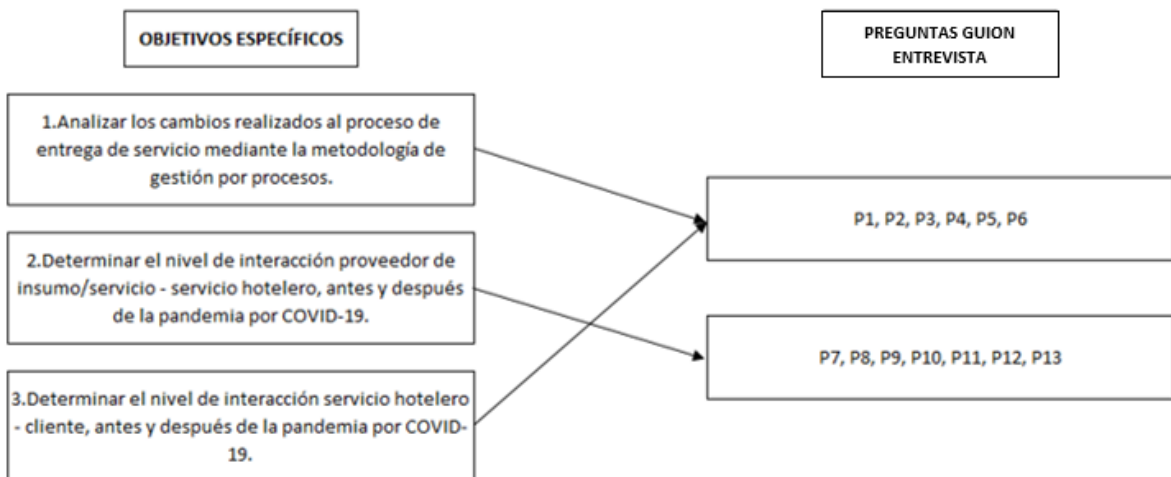 OBJETIVOS ESPECÍFICOS
PREGUNTAS GUION
ENTREVISTA
1.Analizar los cambios realizados al proceso de
entrega de servicio mediante la metodología de
gestión por procesos.
2.Determinar el nivel de interacción proveedor de
insumo/servicio - servicio hotelero, antes y después
de la pandemia por COVID-19.
3.Determinar el nivel de interacción servicio hotelero
- cliente, antes y después de la pandemia por COVID-
19.
P1, P2, P3, P4, P5, P6
P7, P8, P9, P10, P11, P12, P13